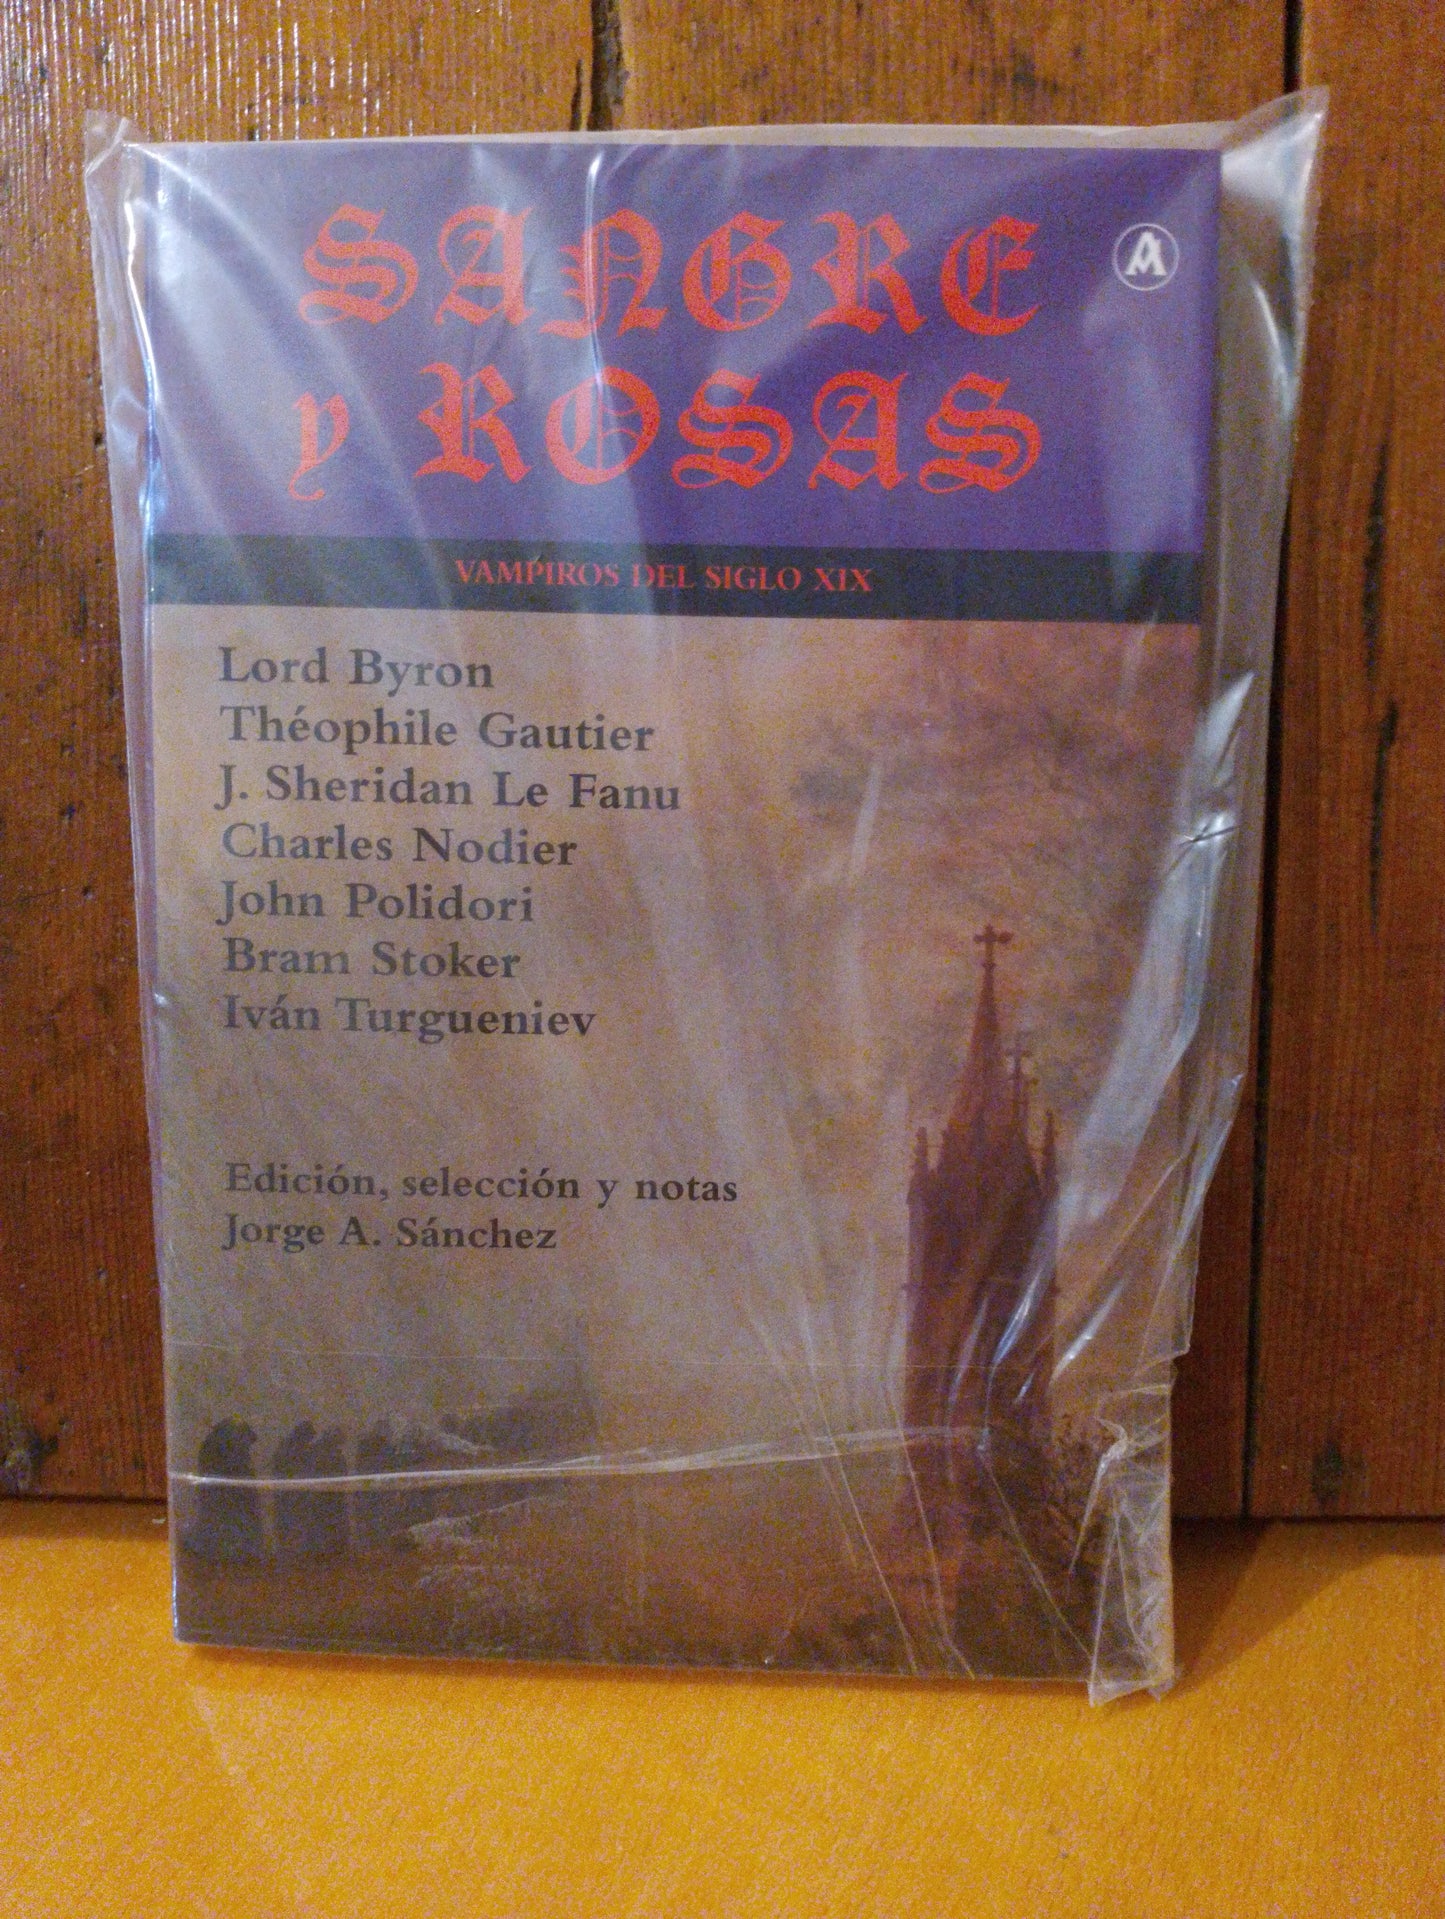 SANGRE
y ROSAS
VAMPIROS DEL SIGLO XIX
Lord Byron
Théophile Gautier
J. Sheridan Le Fanu
Charles Nodier
John Polidori
Bram Stoker
Iván Turgueniev
Edición, selección y notas
Jorge A. Sánchez